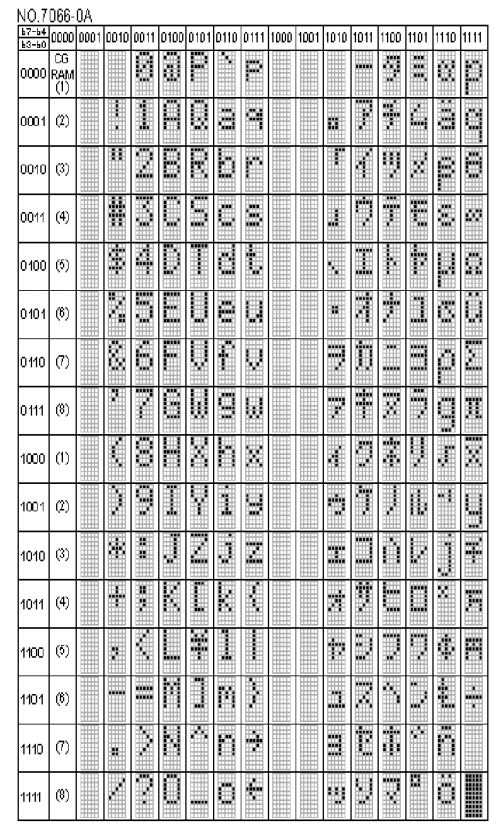 NO.7066-0A
b7-b4 0000 0001 0010 0011 0100 0101 0110 0111 1000 1001 1010 1011 1100 1101 1110 1111
b3-b0
0000 CG RAM (1) 0 @ P ` p ー タ ミ α p
0001 (2) ! 1 A Q a q 。 ア チ ム ä q
0010 (3) " 2 B R b r 「 イ ツ メ β θ
0011 (4) # 3 C S c s 」 ウ テ モ ε ∞
0100 (5) $ 4 D T d t 、 エ ト ヤ μ Ω
0101 (6) % 5 E U e u ・ オ ナ ユ σ ü
0110 (7) & 6 F V f v ヲ カ ニ ヨ ρ Σ
0111 (8) ' 7 G W g w ァ キ ヌ ラ g π
1000 (1) ( 8 H X h x ィ ク ネ リ √ x̄
1001 (2) ) 9 I Y i y ゥ ケ ノ ル ⁻¹ y
1010 (3) * : J Z j z ェ コ ハ レ j 千
1011 (4) + ; K [ k { ォ サ ヒ ロ ˣ 万
1100 (5) , < L ¥ l | ャ シ フ ワ ¢ 円
1101 (6) - = M ] m } ュ ス ヘ ン £ ÷
1110 (7) . > N ^ n → ョ セ ホ ゛ ñ
1111 (8) / ? O _ o ← ッ ソ マ ゜ ö █